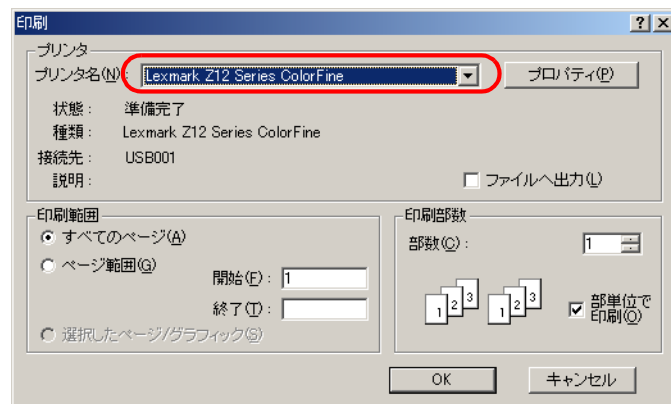 印刷
プリンタ
プリンタ名(N): Lexmark Z12 Series ColorFine プロパティ(P)
状態: 準備完了
種類: Lexmark Z12 Series ColorFine
接続先: USB001
説明: ファイルへ出力(L)
印刷範囲
すべてのページ(A)
ページ範囲(G)
開始(F): 1
終了(T):
選択したページ/グラフィック(S)
印刷部数
部数(C): 1
1 2 3 1 2 3
部単位で
印刷(O)
OK キャンセル